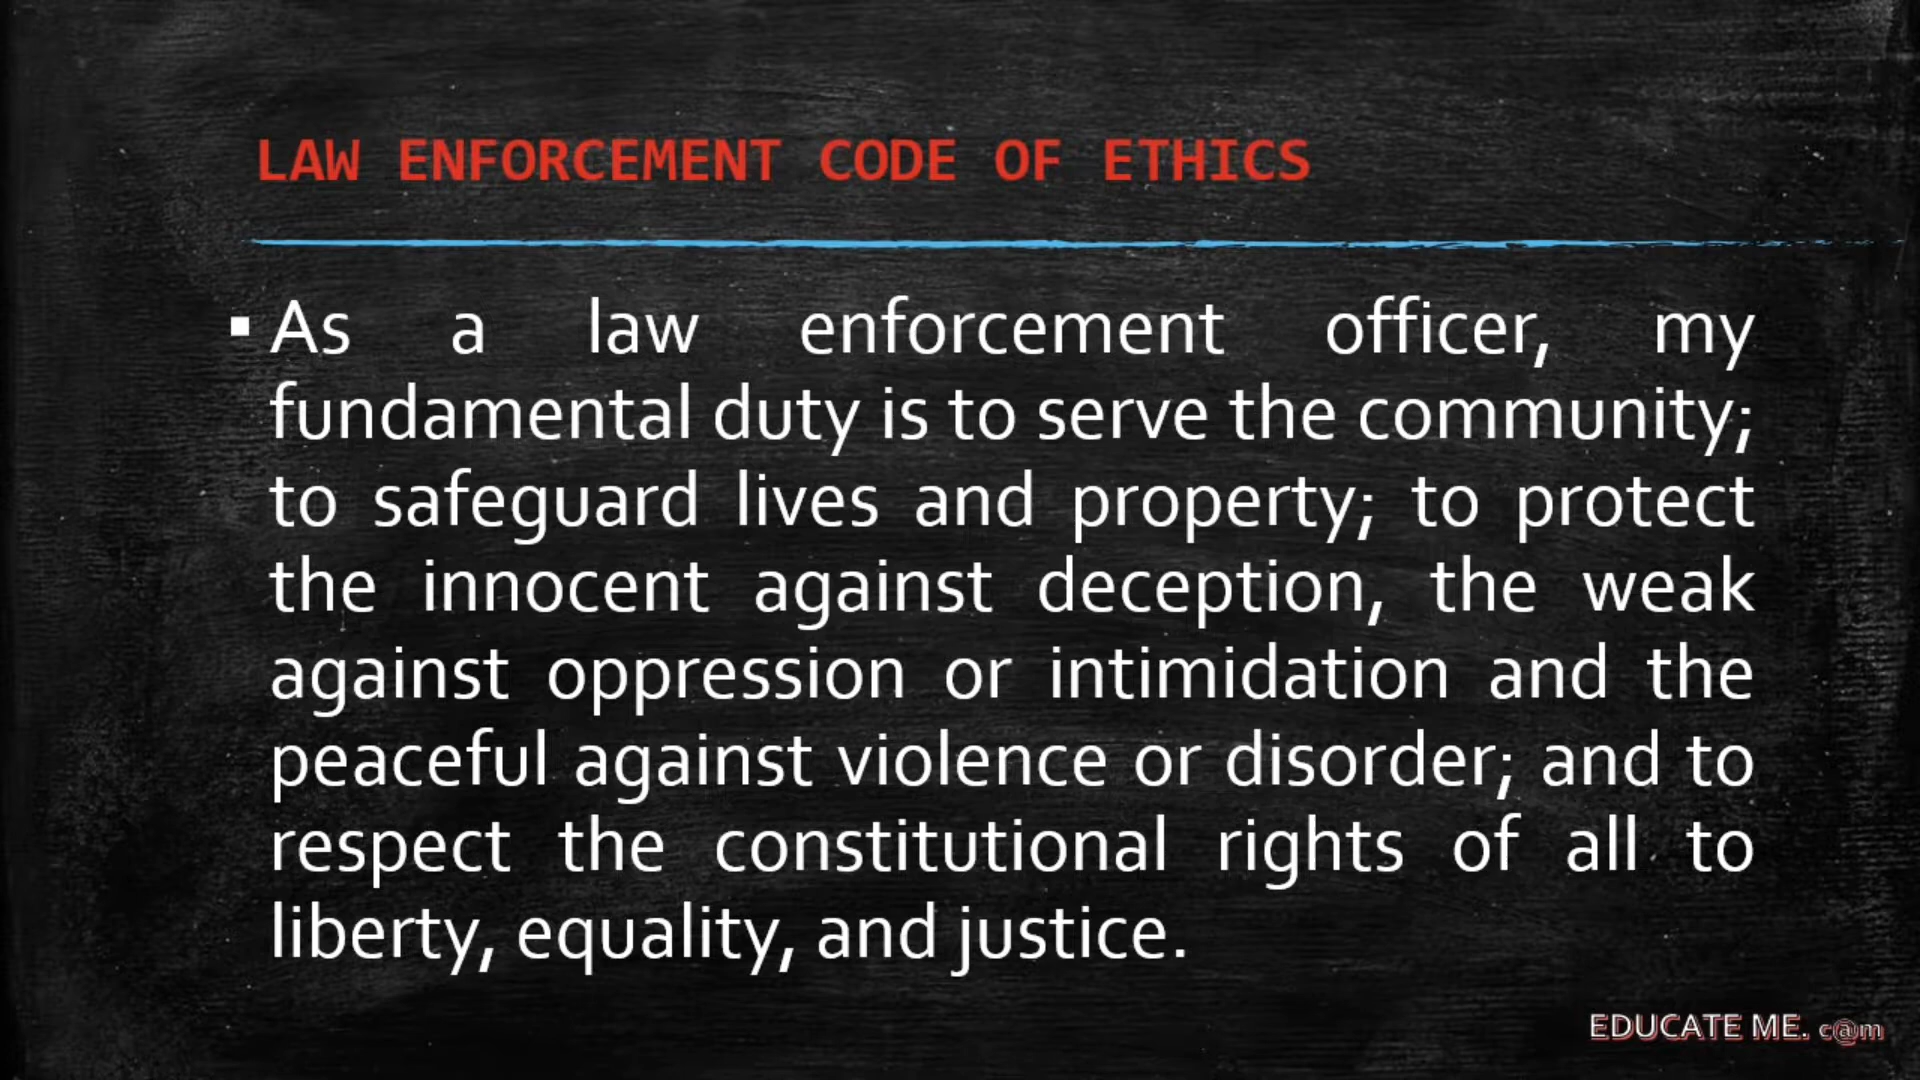 LAW ENFORCEMENT CODE OF ETHICS
▪ As a law enforcement officer, my
fundamental duty is to serve the community;
to safeguard lives and property; to protect
the innocent against deception, the weak
against oppression or intimidation and the
peaceful against violence or disorder; and to
respect the constitutional rights of all to
liberty, equality, and justice.
EDUCATE ME. c@m